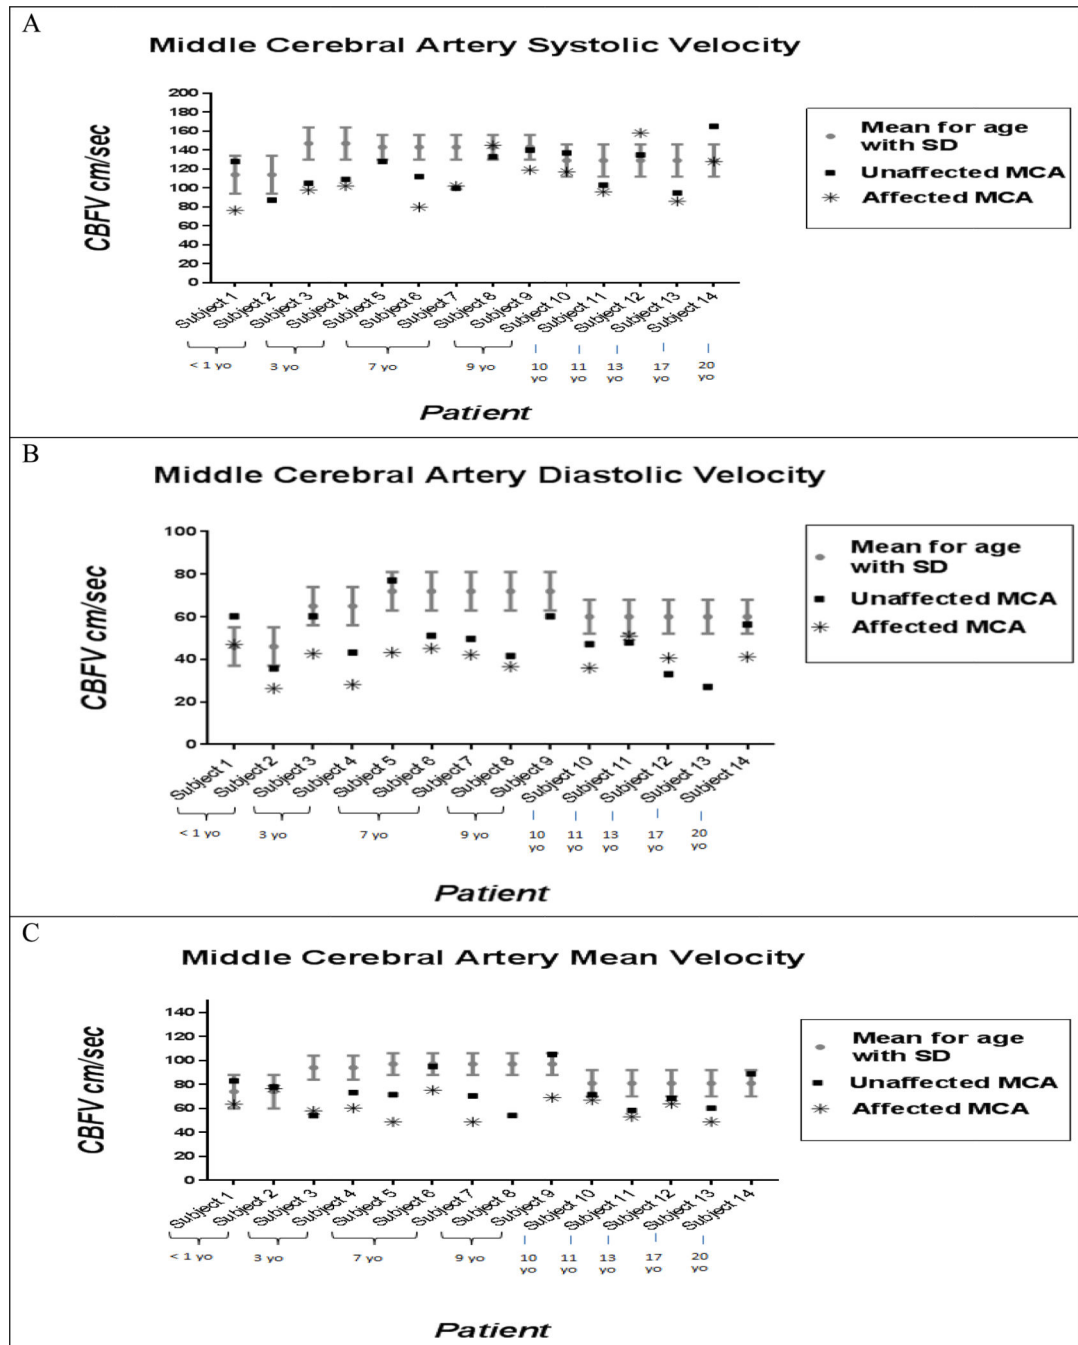 A
Middle Cerebral Artery Systolic Velocity
CBFV cm/sec
200
180
160
140
120
100
80
60
40
20
0
Mean for age
with SD
Unaffected MCA
Affected MCA
Subject 1
Subject 2
Subject 3
Subject 4
Subject 5
Subject 6
Subject 7
Subject 8
Subject 9
Subject 10
Subject 11
Subject 12
Subject 13
Subject 14
< 1 yo 3 yo 7 yo 9 yo 10 11 13 17 20
yo yo yo yo yo
Patient
B
Middle Cerebral Artery Diastolic Velocity
CBFV cm/sec
100
80
60
40
20
0
Mean for age
with SD
Unaffected MCA
Affected MCA
Subject 1
Subject 2
Subject 3
Subject 4
Subject 5
Subject 6
Subject 7
Subject 8
Subject 9
Subject 10
Subject 11
Subject 12
Subject 13
Subject 14
< 1 yo 3 yo 7 yo 9 yo 10 11 13 17 20
yo yo yo yo yo
Patient
C
Middle Cerebral Artery Mean Velocity
CBFV cm/sec
140
120
100
80
60
40
20
0
Mean for age
with SD
Unaffected MCA
Affected MCA
Subject 1
Subject 2
Subject 3
Subject 4
Subject 5
Subject 6
Subject 7
Subject 8
Subject 9
Subject 10
Subject 11
Subject 12
Subject 13
Subject 14
< 1 yo 3 yo 7 yo 9 yo 10 11 13 17 20
yo yo yo yo yo
Patient